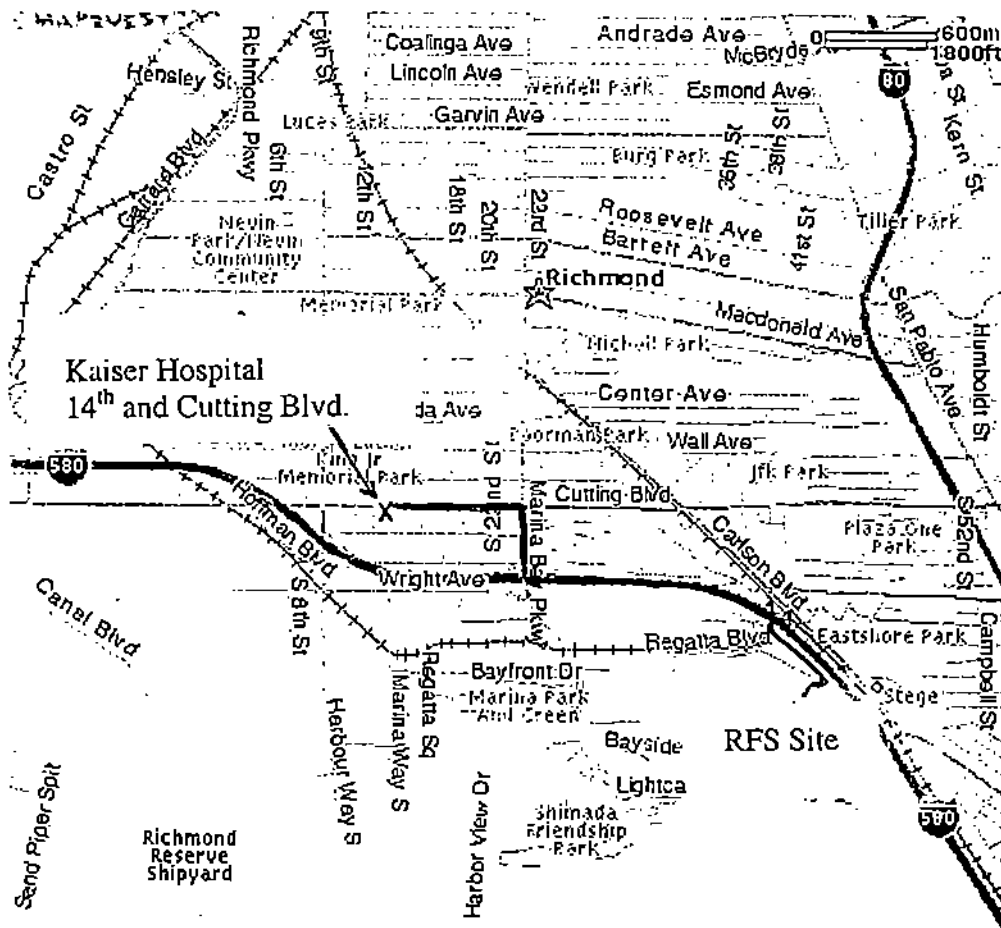 MAPQUEST
Hensley St
Castro St
Garrard Blvd
Richmond Pkwy
6th St
Coalinga Ave
Lincoln Ave
Garvin Ave
Lucas Park
6th St
12th St
18th St
20th St
23rd St
Andrade Ave
McBryde
0 600m
1800ft
Wendell Park
Esmond Ave
Burg Park
36th St
38th St
41st St
80
Kern St
Nevin
Park/Nevin
Community
Center
Memorial Park
Roosevelt Ave
Barrett Ave
Tiller Park
Richmond
Macdonald Ave
San Pablo Ave
Humboldt St
Kaiser Hospital
14th and Cutting Blvd.
da Ave
Center Ave
Poorman Park
Wall Ave
Jfk Park
580
King Jr
Memorial Park
Hoffman Blvd
S 22nd S
Marina Bay Pkwy
Cutting Blvd
Carlson Blvd
Plaza One
Park
S 52nd S
Wright Ave
S 8th St
Canal Blvd
Regatta Blvd
Eastshore Park
Campbell St
Stege
Bayfront Dr
Marina Park
And Green
Regatta Sq
Marina Way S
Harbour Way S
Bayside
RFS Site
Lightca
Shimada
Friendship
Park
Harbor View Dr
Sand Piper Spit
Richmond
Reserve
Shipyard
580